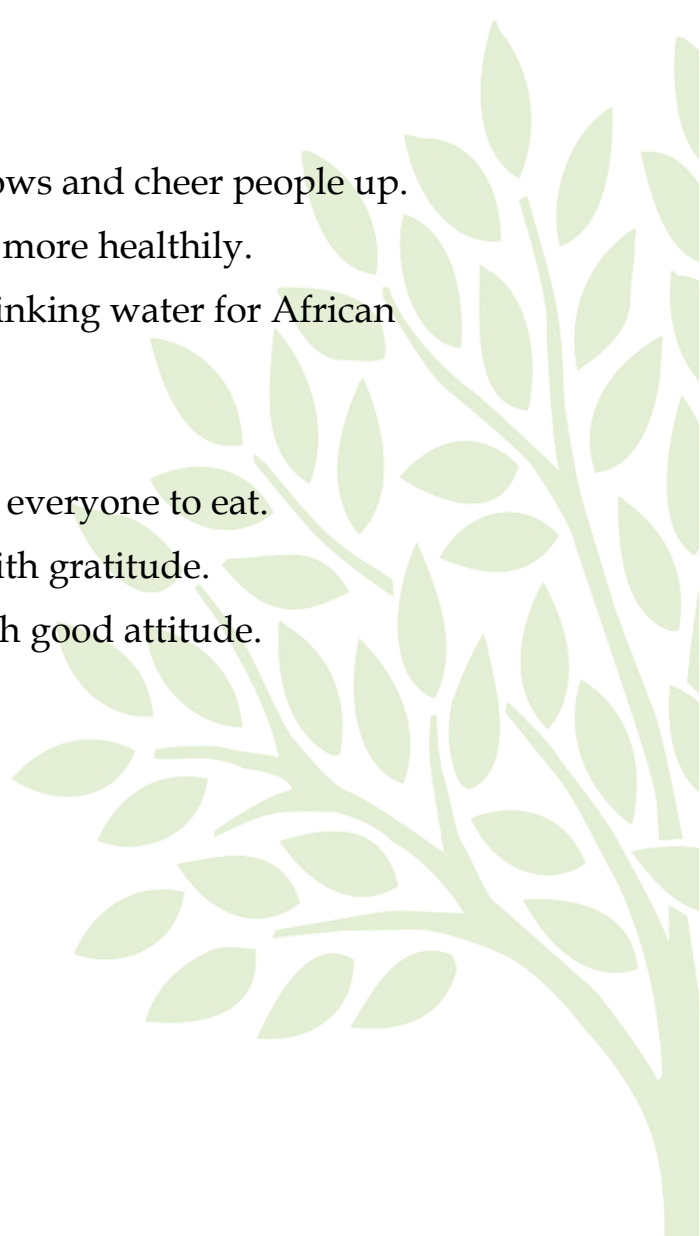 ows and cheer people up.
more healthily.
inking water for African
everyone to eat.
ith gratitude.
h good attitude.